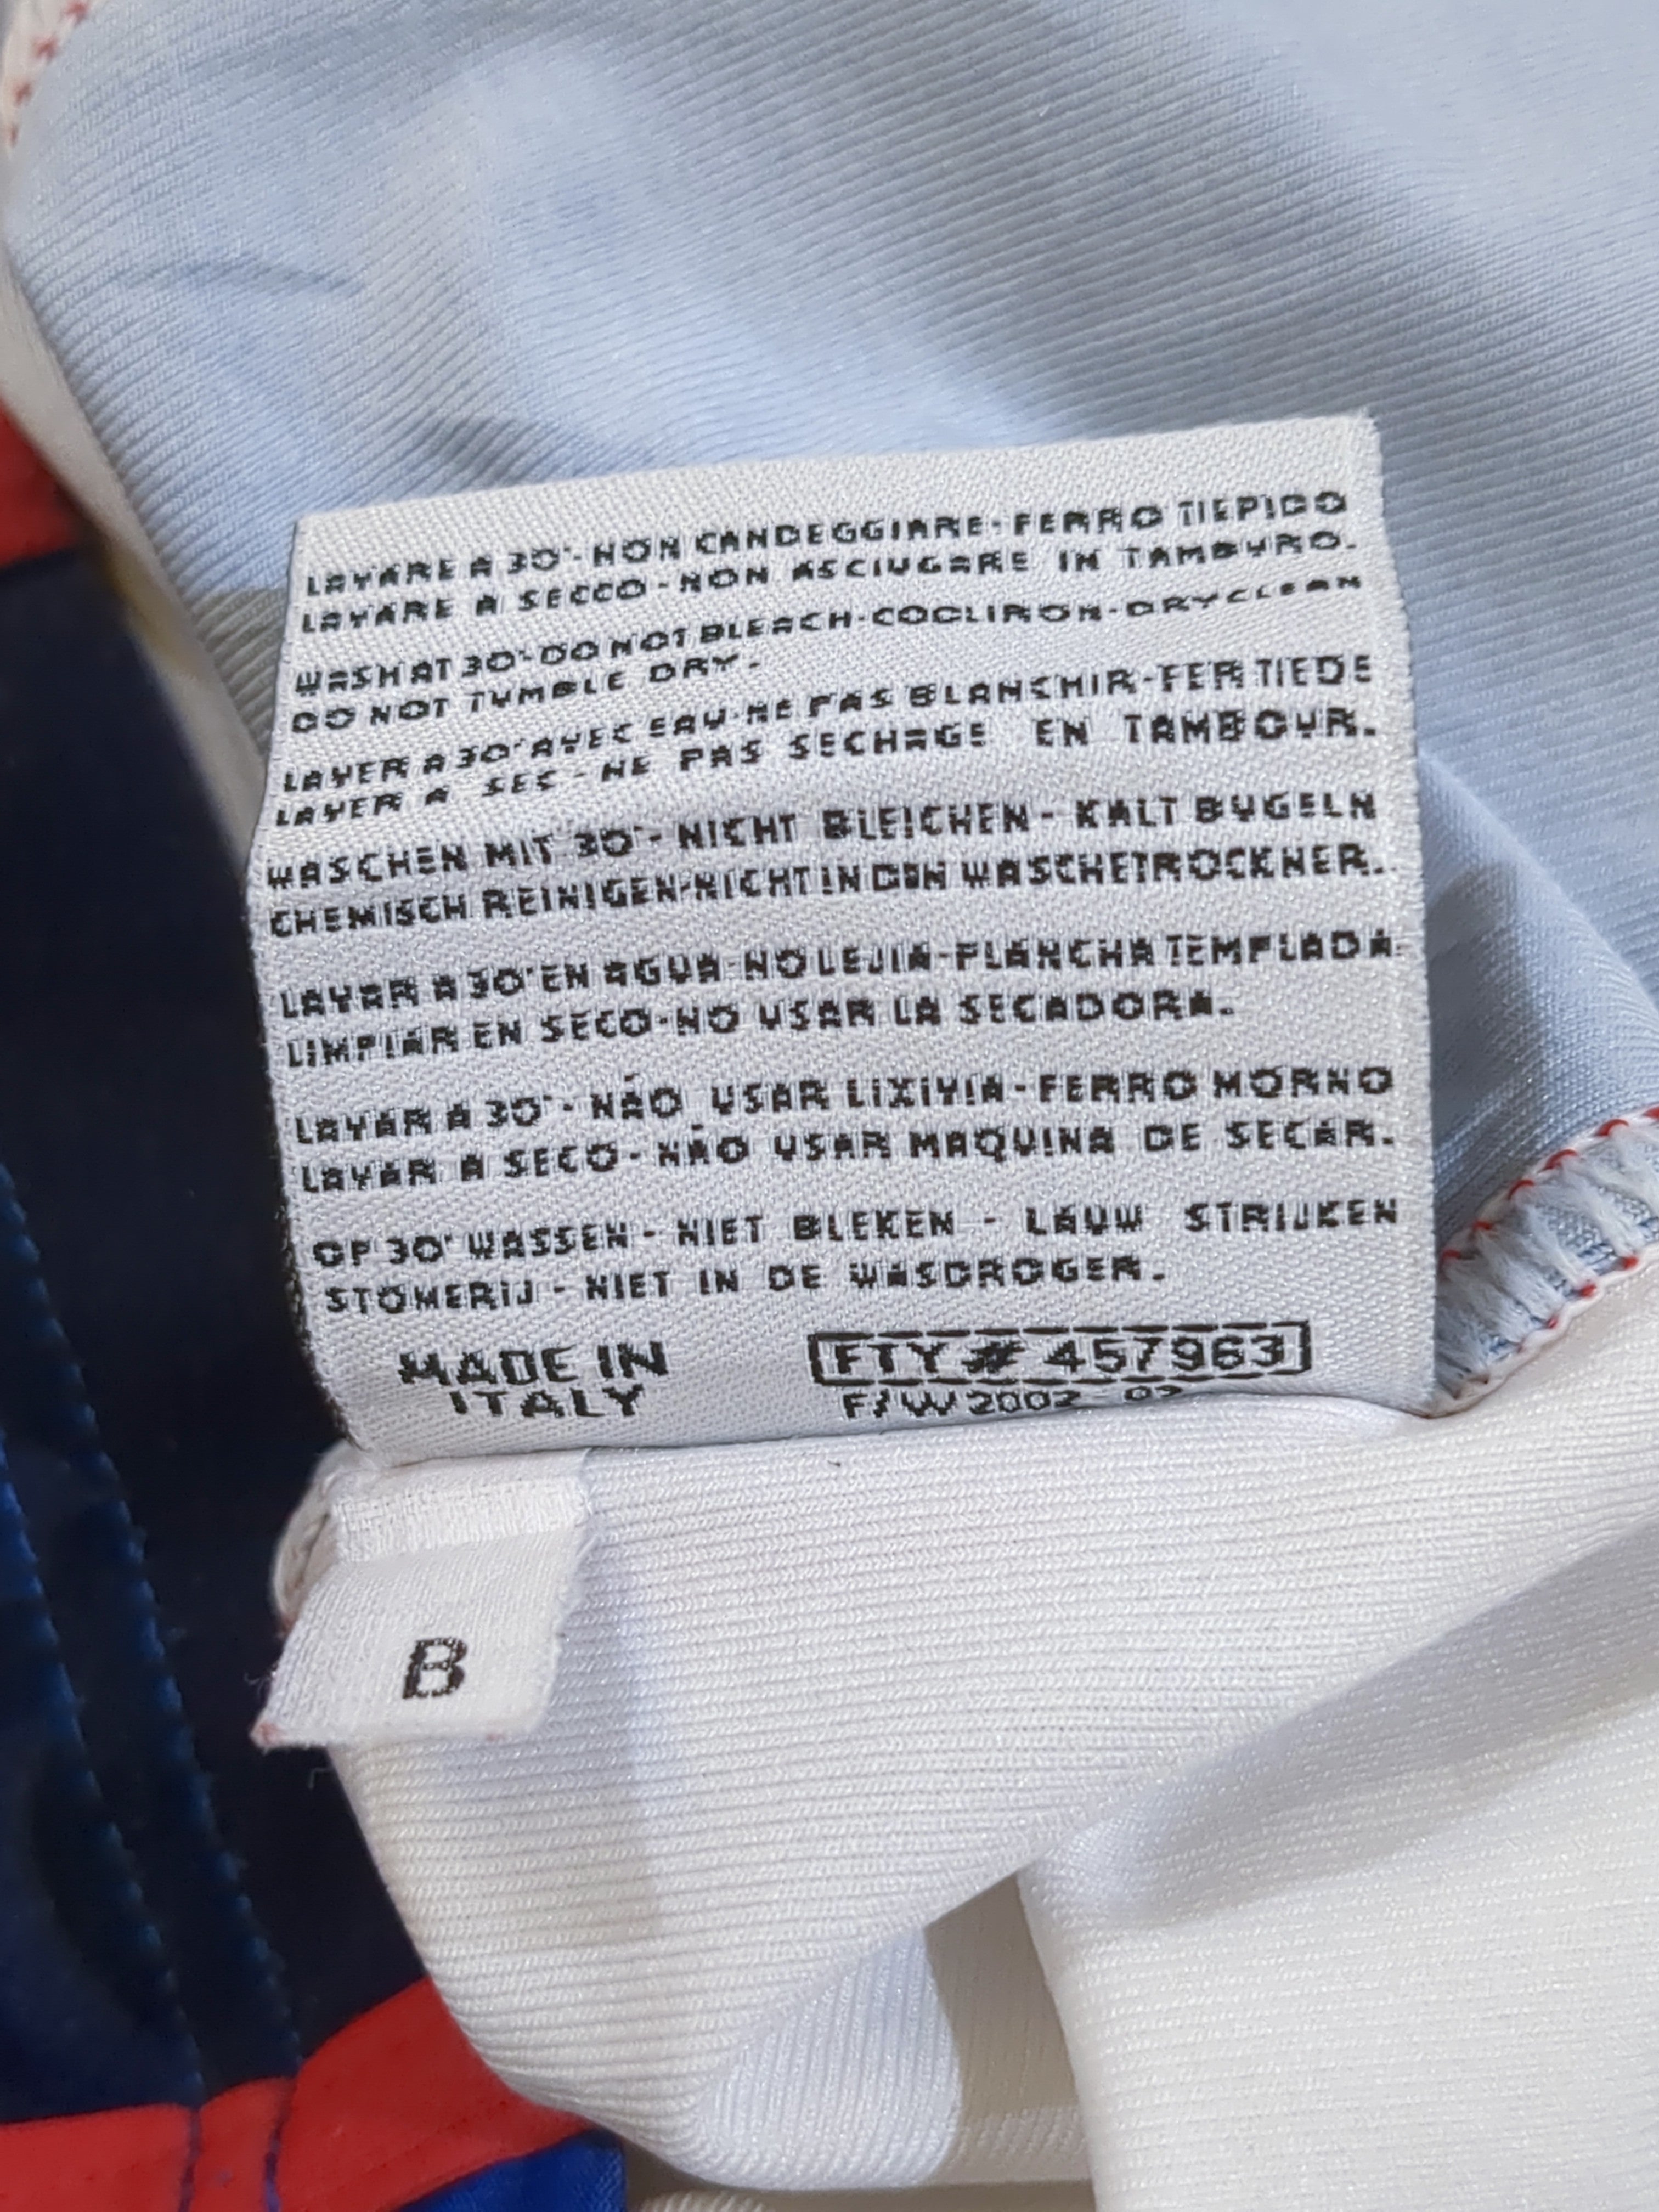 LAVARE A 30°-NON CANDEGGIARE-FERRO TIEPIDO
LAVARE A SECCO-NON ASCIUGARE IN TAMBURO.
WASH AT 30°-DO NOT BLEACH-COOLIRON-DRYCLEAN
DO NOT TUMBLE DRY-
LAVER A 30° AVEC EAU-NE PAS BLANCHIR-FER TIEDE
LAVER A SEC-NE PAS SECHAGE EN TAMBOUR.
WASCHEN MIT 30°-NICHT BLEICHEN-KALT BUGELN
CHEMISCH REINIGEN-NICHT IN DEN WASCHETROCKNER.
LAVAR A 30° EN AGUA-NO LEJIA-PLANCHA TEMPLADA
LIMPIAR EN SECO-NO USAR LA SECADORA.
LAVAR A 30°-NÃO USAR LIXIVIA-FERRO MORNO
LAVAR A SECO-NÃO USAR MAQUINA DE SECAR.
OP 30° WASSEN-NIET BLEKEN - LAUW STRIJKEN
STOMERIJ-NIET IN DE WASDROGER.
MADE IN
ITALY
FTY # 457963
F/W 2002 02
B